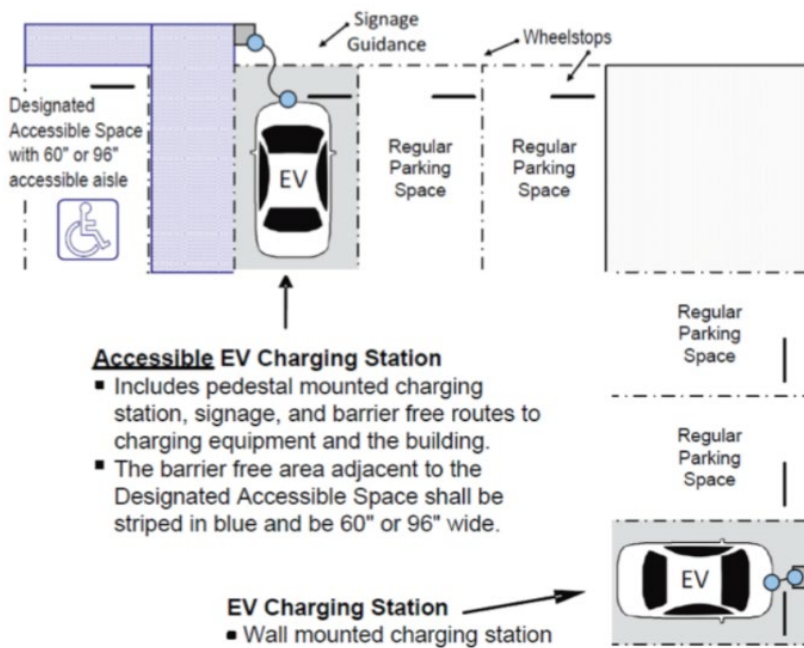 Signage
Guidance
Wheelstops
Designated
Accessible Space
with 60" or 96"
accessible aisle
EV
Regular
Parking
Space
Regular
Parking
Space
Regular
Parking
Space
Accessible EV Charging Station
▪ Includes pedestal mounted charging
station, signage, and barrier free routes to
charging equipment and the building.
▪ The barrier free area adjacent to the
Designated Accessible Space shall be
striped in blue and be 60" or 96" wide.
Regular
Parking
Space
EV
EV Charging Station
▪ Wall mounted charging station